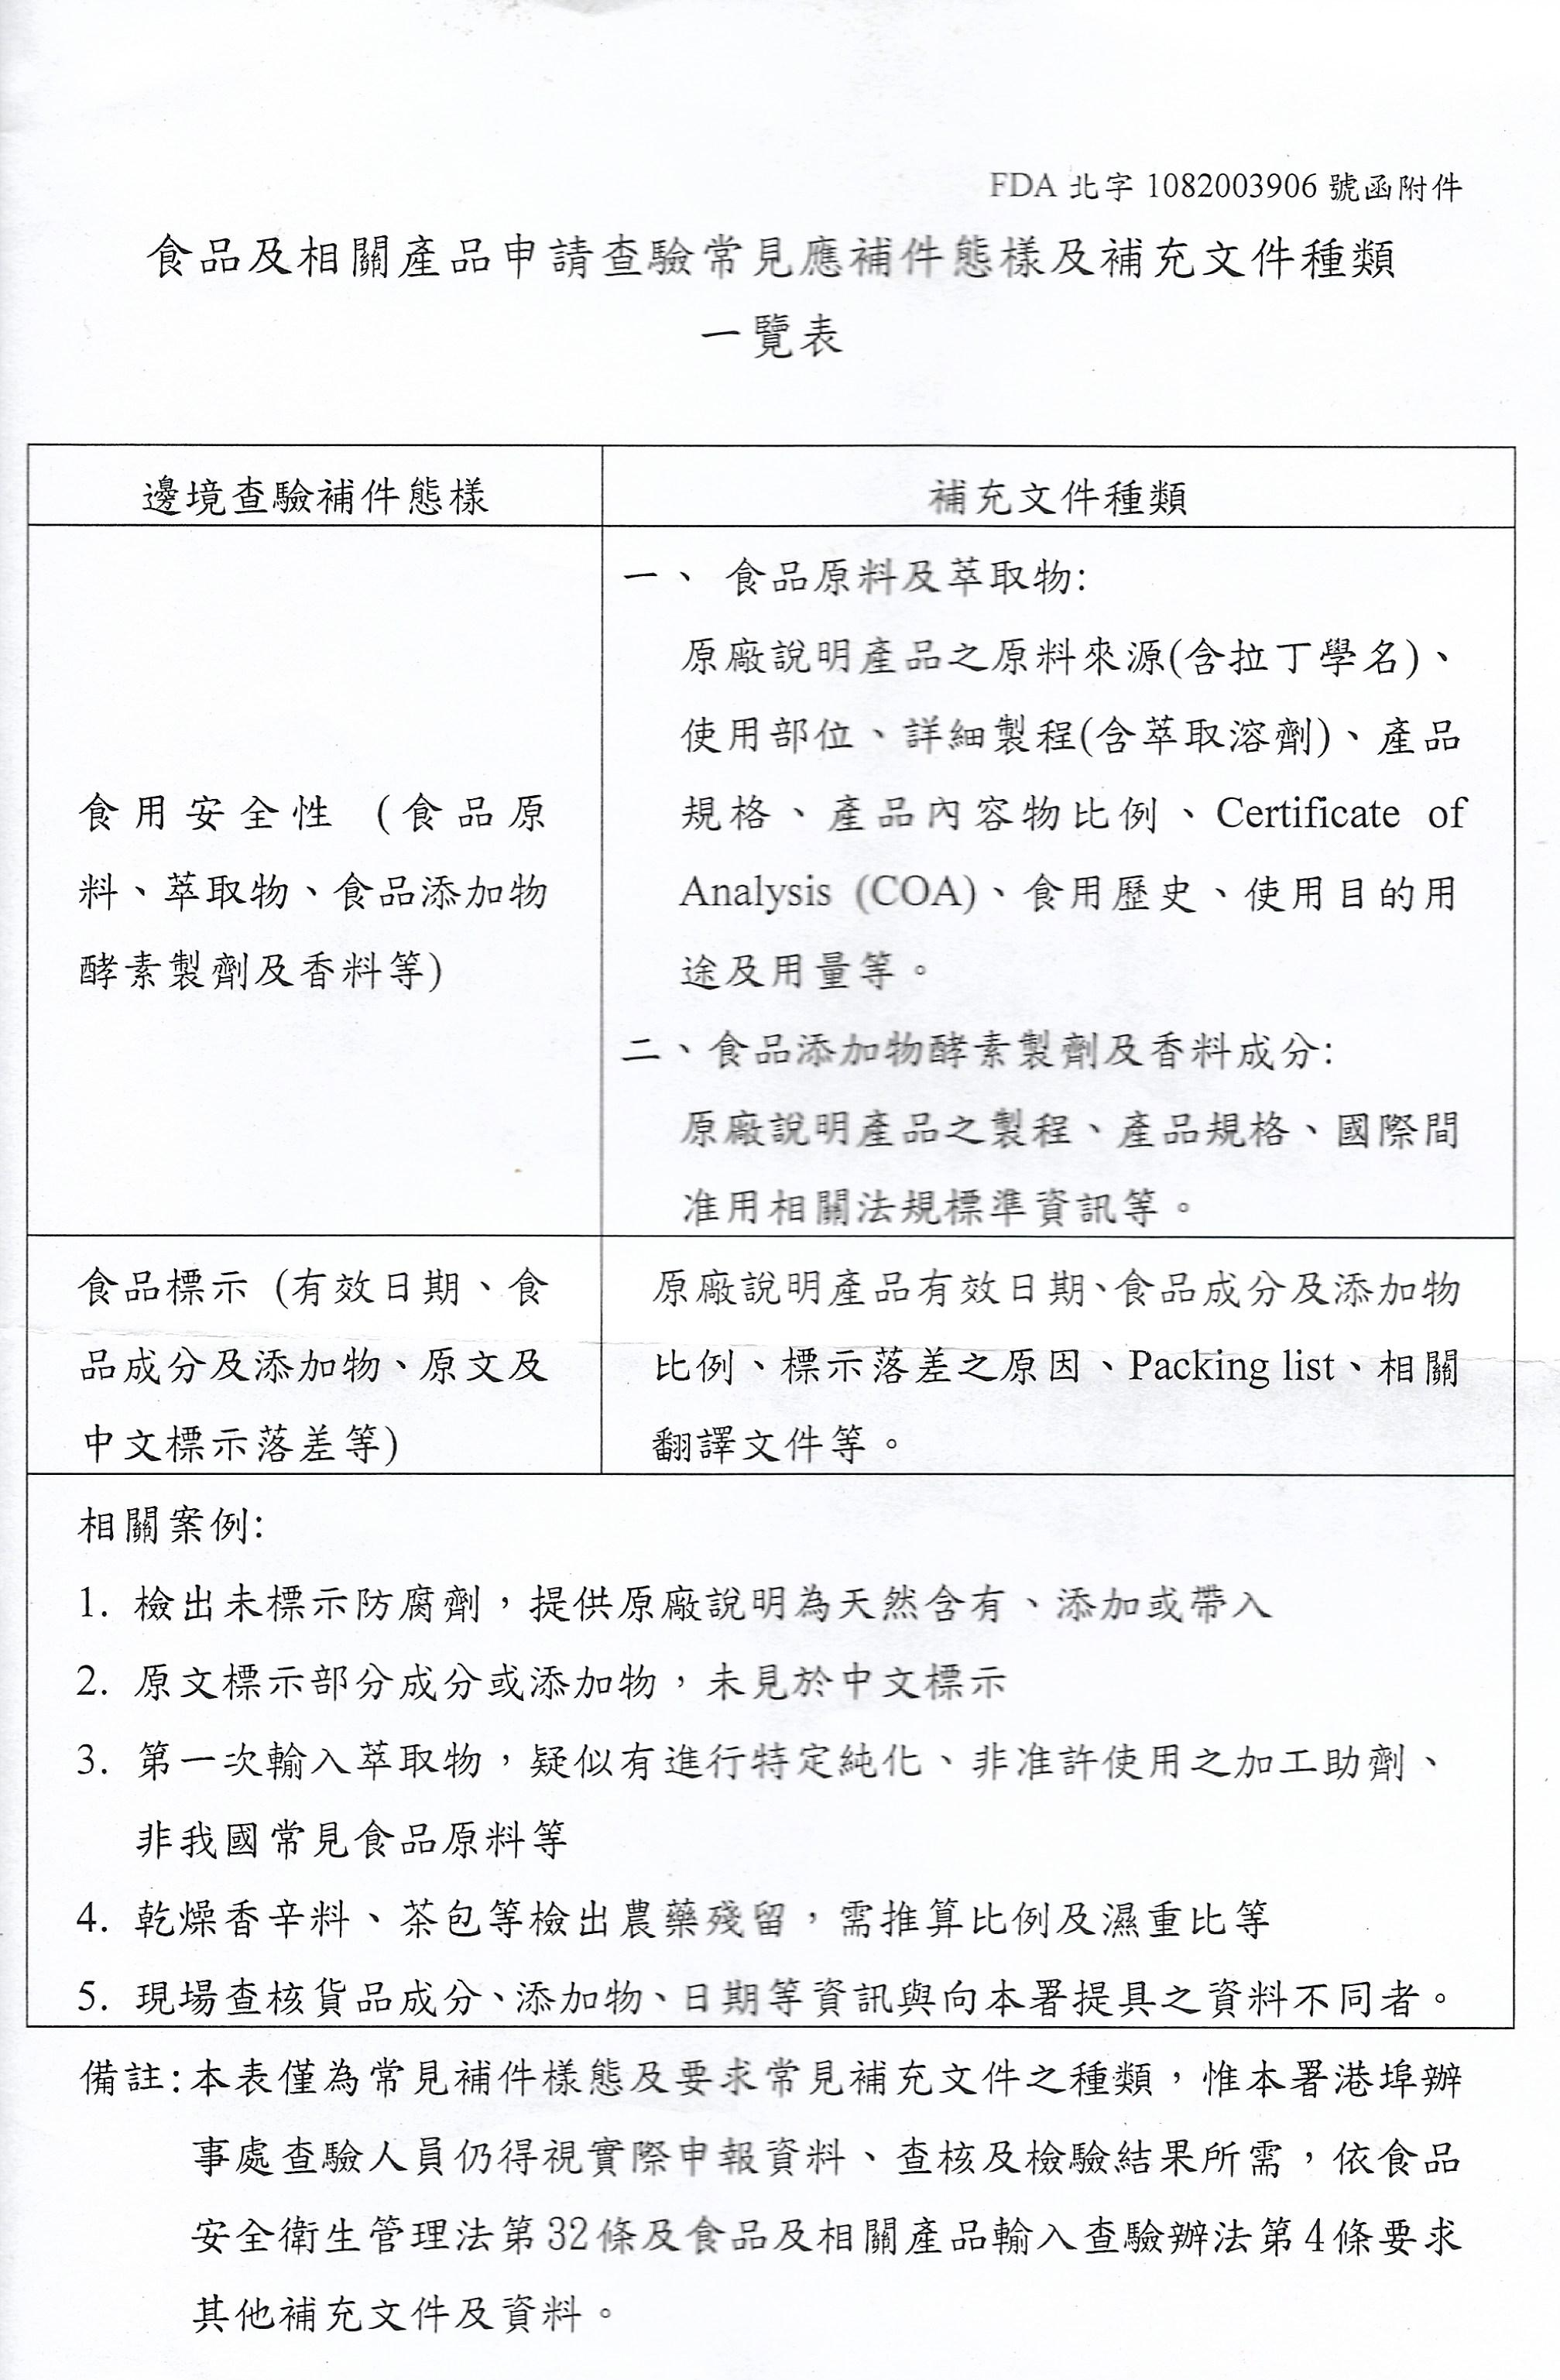 FDA 北字 1082003906 號函附件
食品及相關產品申請查驗常見應補件態樣及補充文件種類
一覽表
邊境查驗補件態樣
補充文件種類
食用安全性 (食品原
料、萃取物、食品添加物
酵素製劑及香料等)
一、 食品原料及萃取物:
原廠說明產品之原料來源(含拉丁學名)、
使用部位、詳細製程(含萃取溶劑)、產品
規格、產品內容物比例、Certificate of
Analysis (COA)、食用歷史、使用目的用
途及用量等。
二、食品添加物酵素製劑及香料成分:
原廠說明產品之製程、產品規格、國際間
准用相關法規標準資訊等。
食品標示 (有效日期、食
品成分及添加物、原文及
中文標示落差等)
原廠說明產品有效日期、食品成分及添加物
比例、標示落差之原因、Packing list、相關
翻譯文件等。
相關案例:
1. 檢出未標示防腐劑，提供原廠說明為天然含有、添加或帶入
2. 原文標示部分成分或添加物，未見於中文標示
3. 第一次輸入萃取物，疑似有進行特定純化、非准許使用之加工助劑、
非我國常見食品原料等
4. 乾燥香辛料、茶包等檢出農藥殘留，需推算比例及濕重比等
5. 現場查核貨品成分、添加物、日期等資訊與向本署提具之資料不同者。
備註:本表僅為常見補件樣態及要求常見補充文件之種類，惟本署港埠辦
事處查驗人員仍得視實際申報資料、查核及檢驗結果所需，依食品
安全衛生管理法第32條及食品及相關產品輸入查驗辦法第4條要求
其他補充文件及資料。